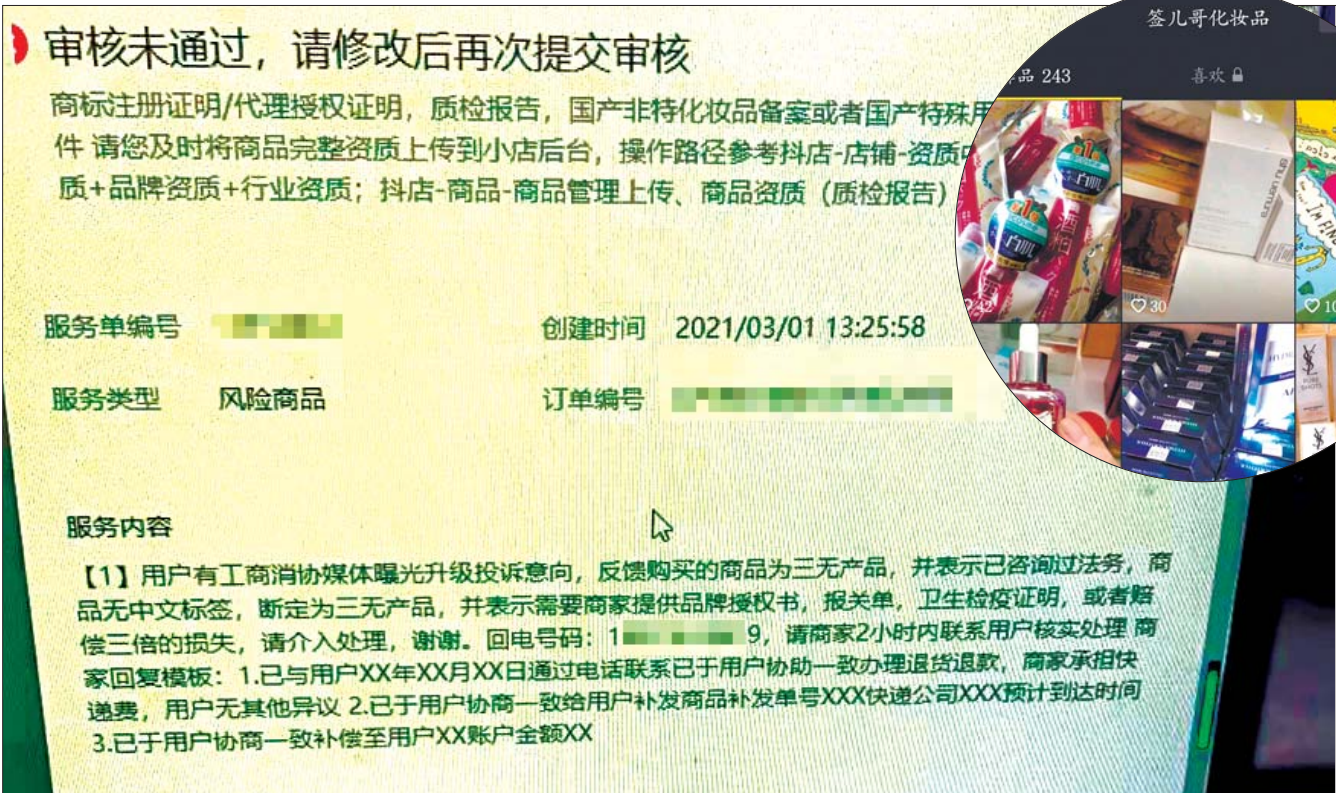 审核未通过，请修改后再次提交审核
商标注册证明/代理授权证明，质检报告，国产非特化妆品备案或者国产特殊用
件 请您及时将商品完整资质上传到小店后台，操作路径参考抖店-店铺-资质
质+品牌资质+行业资质；抖店-商品-商品管理上传、商品资质（质检报告）
服务单编号
创建时间 2021/03/01 13:25:58
服务类型 风险商品
订单编号
服务内容
【1】用户有工商消协媒体曝光升级投诉意向，反馈购买的商品为三无产品，并表示已咨询过法务，商
品无中文标签，断定为三无产品，并表示需要商家提供品牌授权书，报关单，卫生检疫证明，或者赔
偿三倍的损失，请介入处理，谢谢。回电号码：1 9，请商家2小时内联系用户核实处理 商
家回复模板：1.已与用户XX年XX月XX日通过电话联系已于用户协助一致办理退货退款，商家承担快
递费，用户无其他异议 2.已于用户协商一致给用户补发商品补发单号XXX快递公司XXX预计到达时间
3.已于用户协商一致补偿至用户XX账户金额XX
签儿哥化妆品
品 243
喜欢
白肌
酒粕
白肌
shu uemura
I'M FINE
42
30
10
YSL
PURE
SHOTS